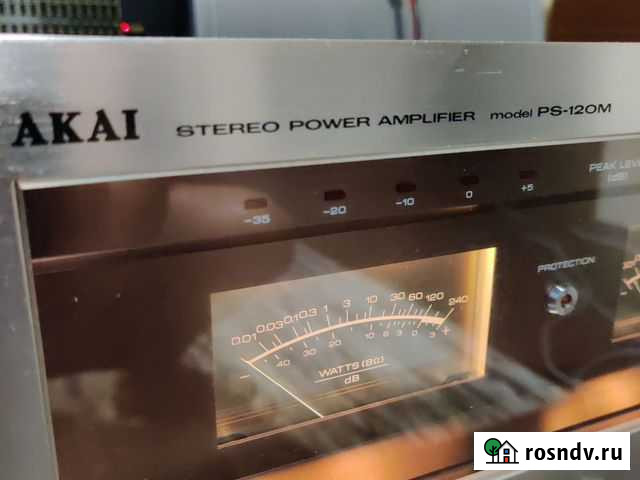 AKAI STEREO POWER AMPLIFIER model PS-120M
PEAK LEVE
(dB)
-35 -20 -10 0 +5
PROTECTION
0.01 0.03 0.1 0.3 1 3 10 30 60 120 240
- 40 30 20 10 6 3 0 3 +
WATTS (8Ω)
dB
rosndv.ru